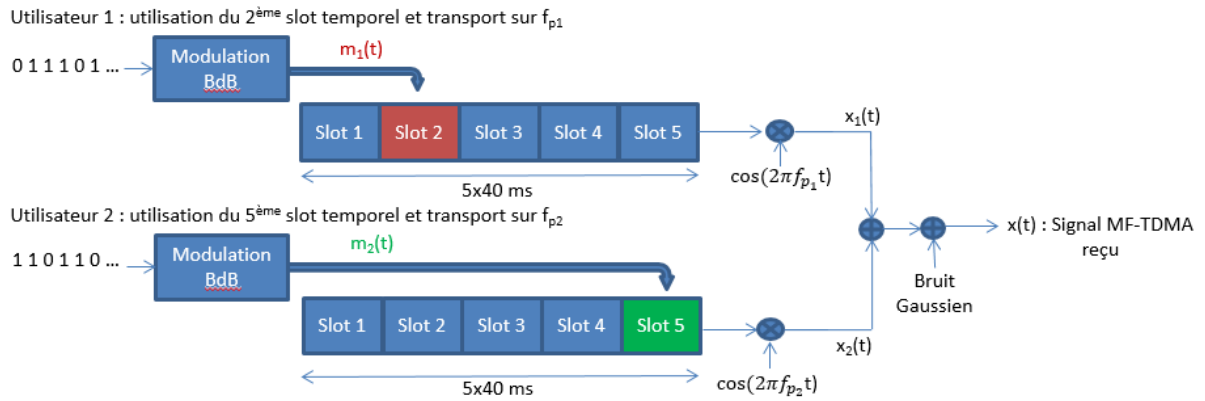 Utilisateur 1 : utilisation du 2ème slot temporel et transport sur fp1
0 1 1 1 0 1 ...
Modulation
BdB
m1(t)
Slot 1 Slot 2 Slot 3 Slot 4 Slot 5
x1(t)
cos(2πfp1t)
5x40 ms
Utilisateur 2 : utilisation du 5ème slot temporel et transport sur fp2
1 1 0 1 1 0 ...
Modulation
BdB
m2(t)
x(t) : Signal MF-TDMA
reçu
Bruit
Gaussien
Slot 1 Slot 2 Slot 3 Slot 4 Slot 5
x2(t)
cos(2πfp2t)
5x40 ms